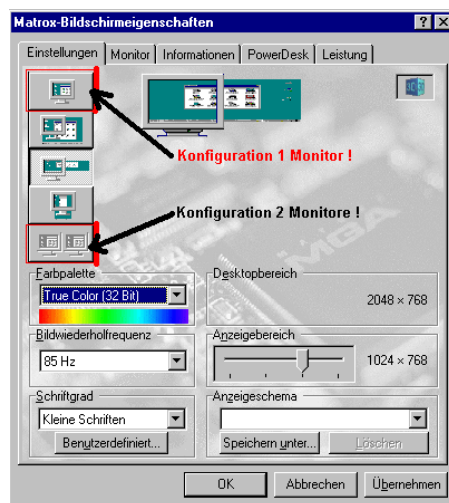 Matrox-Bildschirmeigenschaften
Einstellungen Monitor Informationen PowerDesk Leistung
Konfiguration 1 Monitor !
Konfiguration 2 Monitore !
MGA
Farbpalette
True Color (32 Bit)
Desktopbereich
2048 × 768
Bildwiederholfrequenz
85 Hz
Anzeigebereich
1024 × 768
Schriftgrad
Kleine Schriften
Benutzerdefiniert...
Anzeigeschema
Speichern unter... Löschen
OK Abbrechen Übernehmen